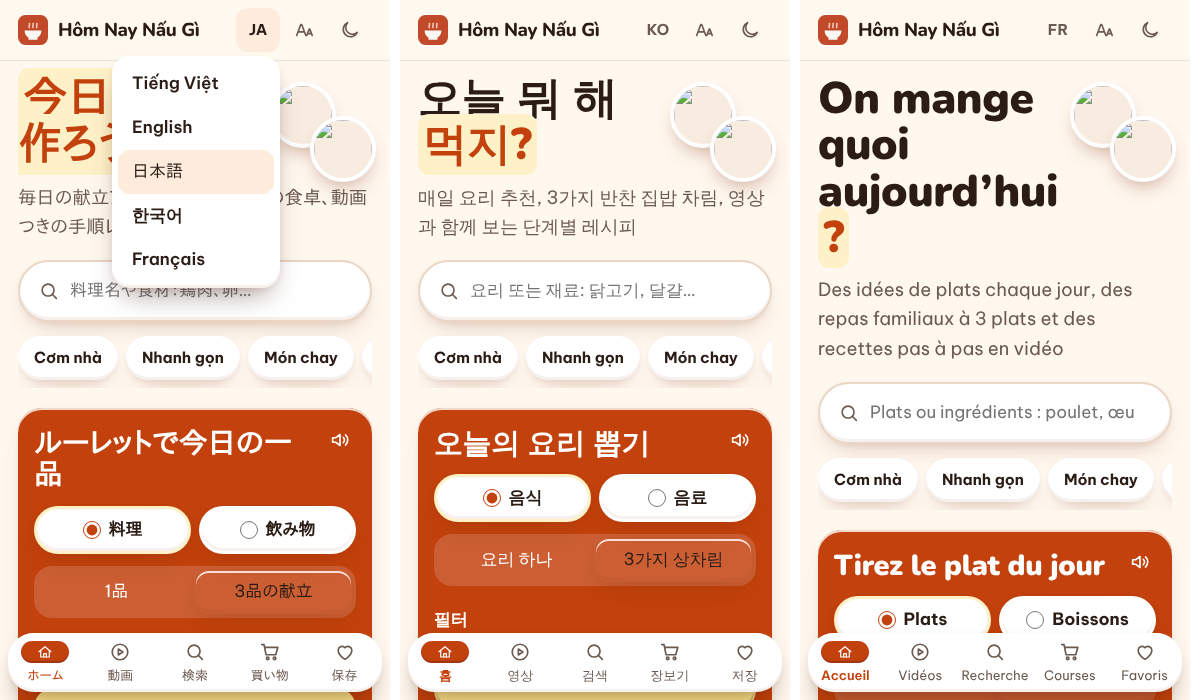 Hôm Nay Nấu Gì
JA
Tiếng Việt
English
日本語
한국어
Français
今日
作ろう
毎日の献立
の食卓、動画
つきの手順
料理名や食材：鶏肉、卵…
Cơm nhà
Nhanh gọn
Món chay
ルーレットで今日の一
品
料理
飲み物
1品
3品の献立
ホーム
動画
検索
買い物
保存
Hôm Nay Nấu Gì
KO
오늘 뭐 해
먹지?
매일 요리 추천, 3가지 반찬 집밥 차림, 영상
과 함께 보는 단계별 레시피
요리 또는 재료: 닭고기, 달걀…
Cơm nhà
Nhanh gọn
Món chay
오늘의 요리 뽑기
음식
음료
요리 하나
3가지 상차림
필터
홈
영상
검색
장보기
저장
Hôm Nay Nấu Gì
FR
On mange
quoi
aujourd’hui
?
Des idées de plats chaque jour, des
repas familiaux à 3 plats et des
recettes pas à pas en vidéo
Plats ou ingrédients : poulet, œu
Cơm nhà
Nhanh gọn
Món chay
Tirez le plat du jour
Plats
Boissons
Accueil
Vidéos
Recherche
Courses
Favoris